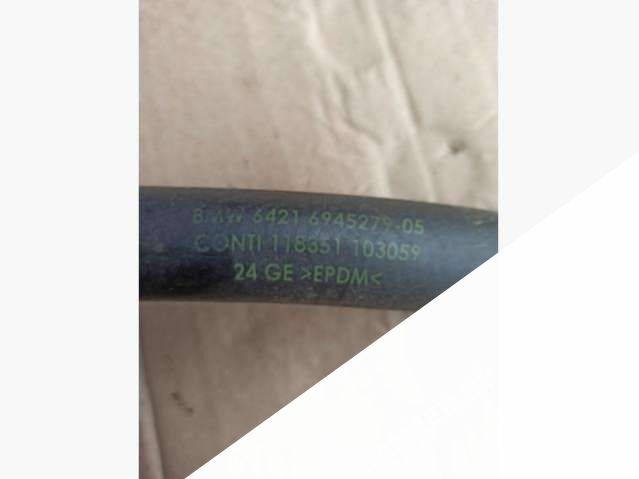 BMW 6421 6945279-05
CONTI 118351 103059
24 GE >EPDM<